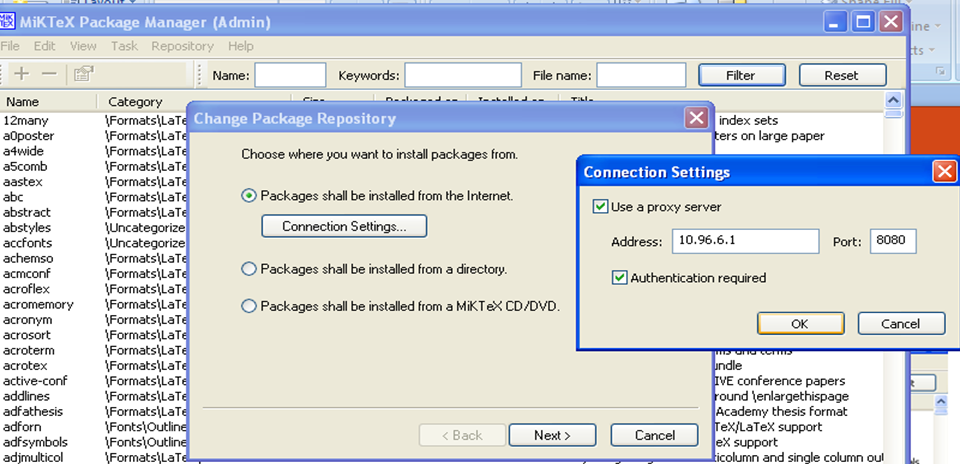 MiKTeX Package Manager (Admin)
File Edit View Task Repository Help
Name: Keywords: File name: Filter Reset
Name Category Title
12many \Formats\LaTe index sets
a0poster \Formats\LaTe ters on large paper
a4wide \Formats\LaTe
a5comb \Formats\LaTe
aastex \Formats\LaTe
abc \Formats\LaTe
abstract \Formats\LaTe
abstyles \Uncategorize
accfonts \Uncategorize
achemso \Formats\LaTe
acmconf \Formats\LaTe
acroflex \Formats\LaTe
acromemory \Formats\LaTe
acronym \Formats\LaTe
acrosort \Formats\LaTe
acroterm \Formats\LaTe
acrotex \Formats\LaTe
active-conf \Formats\LaTe IVE conference papers
addlines \Formats\LaTe round \enlargethispage
adfathesis \Formats\LaTe Academy thesis format
adforn \Fonts\Outline TeX/LaTeX support
adfsymbols \Fonts\Outline TeX support
adjmulticol \Formats\LaTe ticolumn and single column out
Change Package Repository
Choose where you want to install packages from.
Packages shall be installed from the Internet.
Connection Settings...
Packages shall be installed from a directory.
Packages shall be installed from a MiKTeX CD/DVD.
< Back Next > Cancel
Connection Settings
Use a proxy server
Address: 10.96.6.1 Port: 8080
Authentication required
OK Cancel